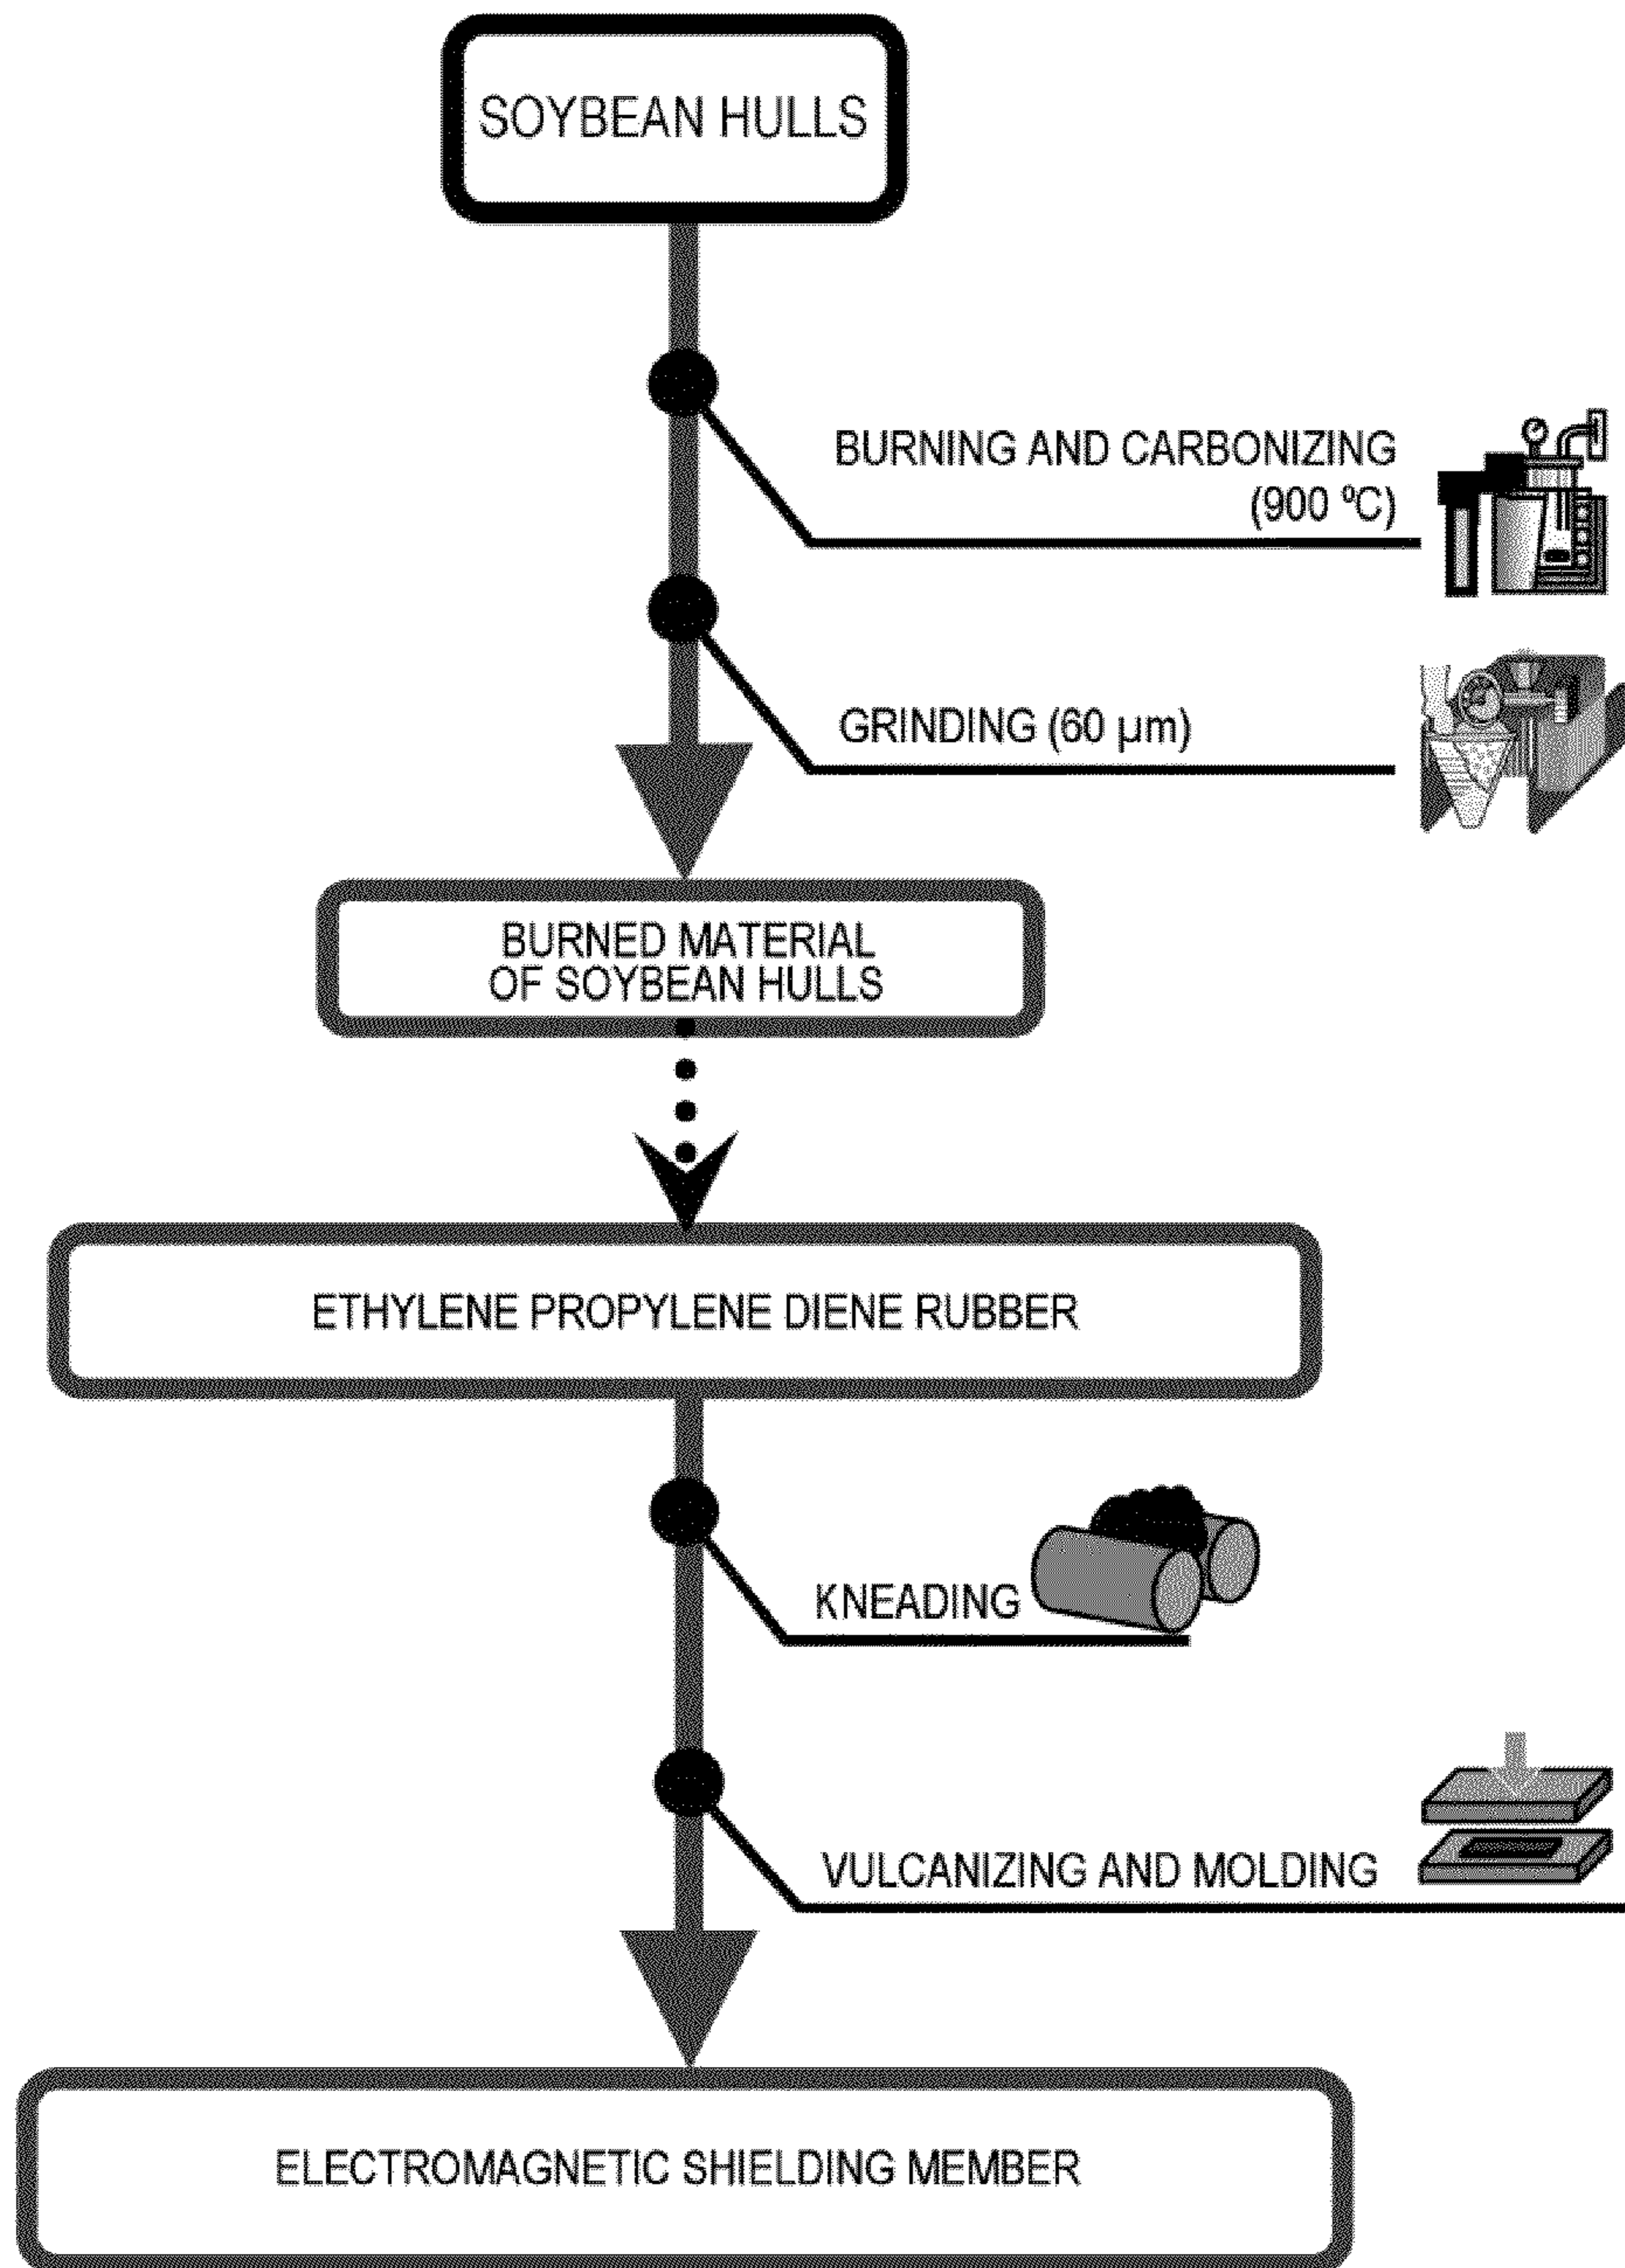 SOYBEAN HULLS
BURNING AND CARBONIZING
(900 ºC)
GRINDING (60 µm)
BURNED MATERIAL
OF SOYBEAN HULLS
ETHYLENE PROPYLENE DIENE RUBBER
KNEADING
VULCANIZING AND MOLDING
ELECTROMAGNETIC SHIELDING MEMBER